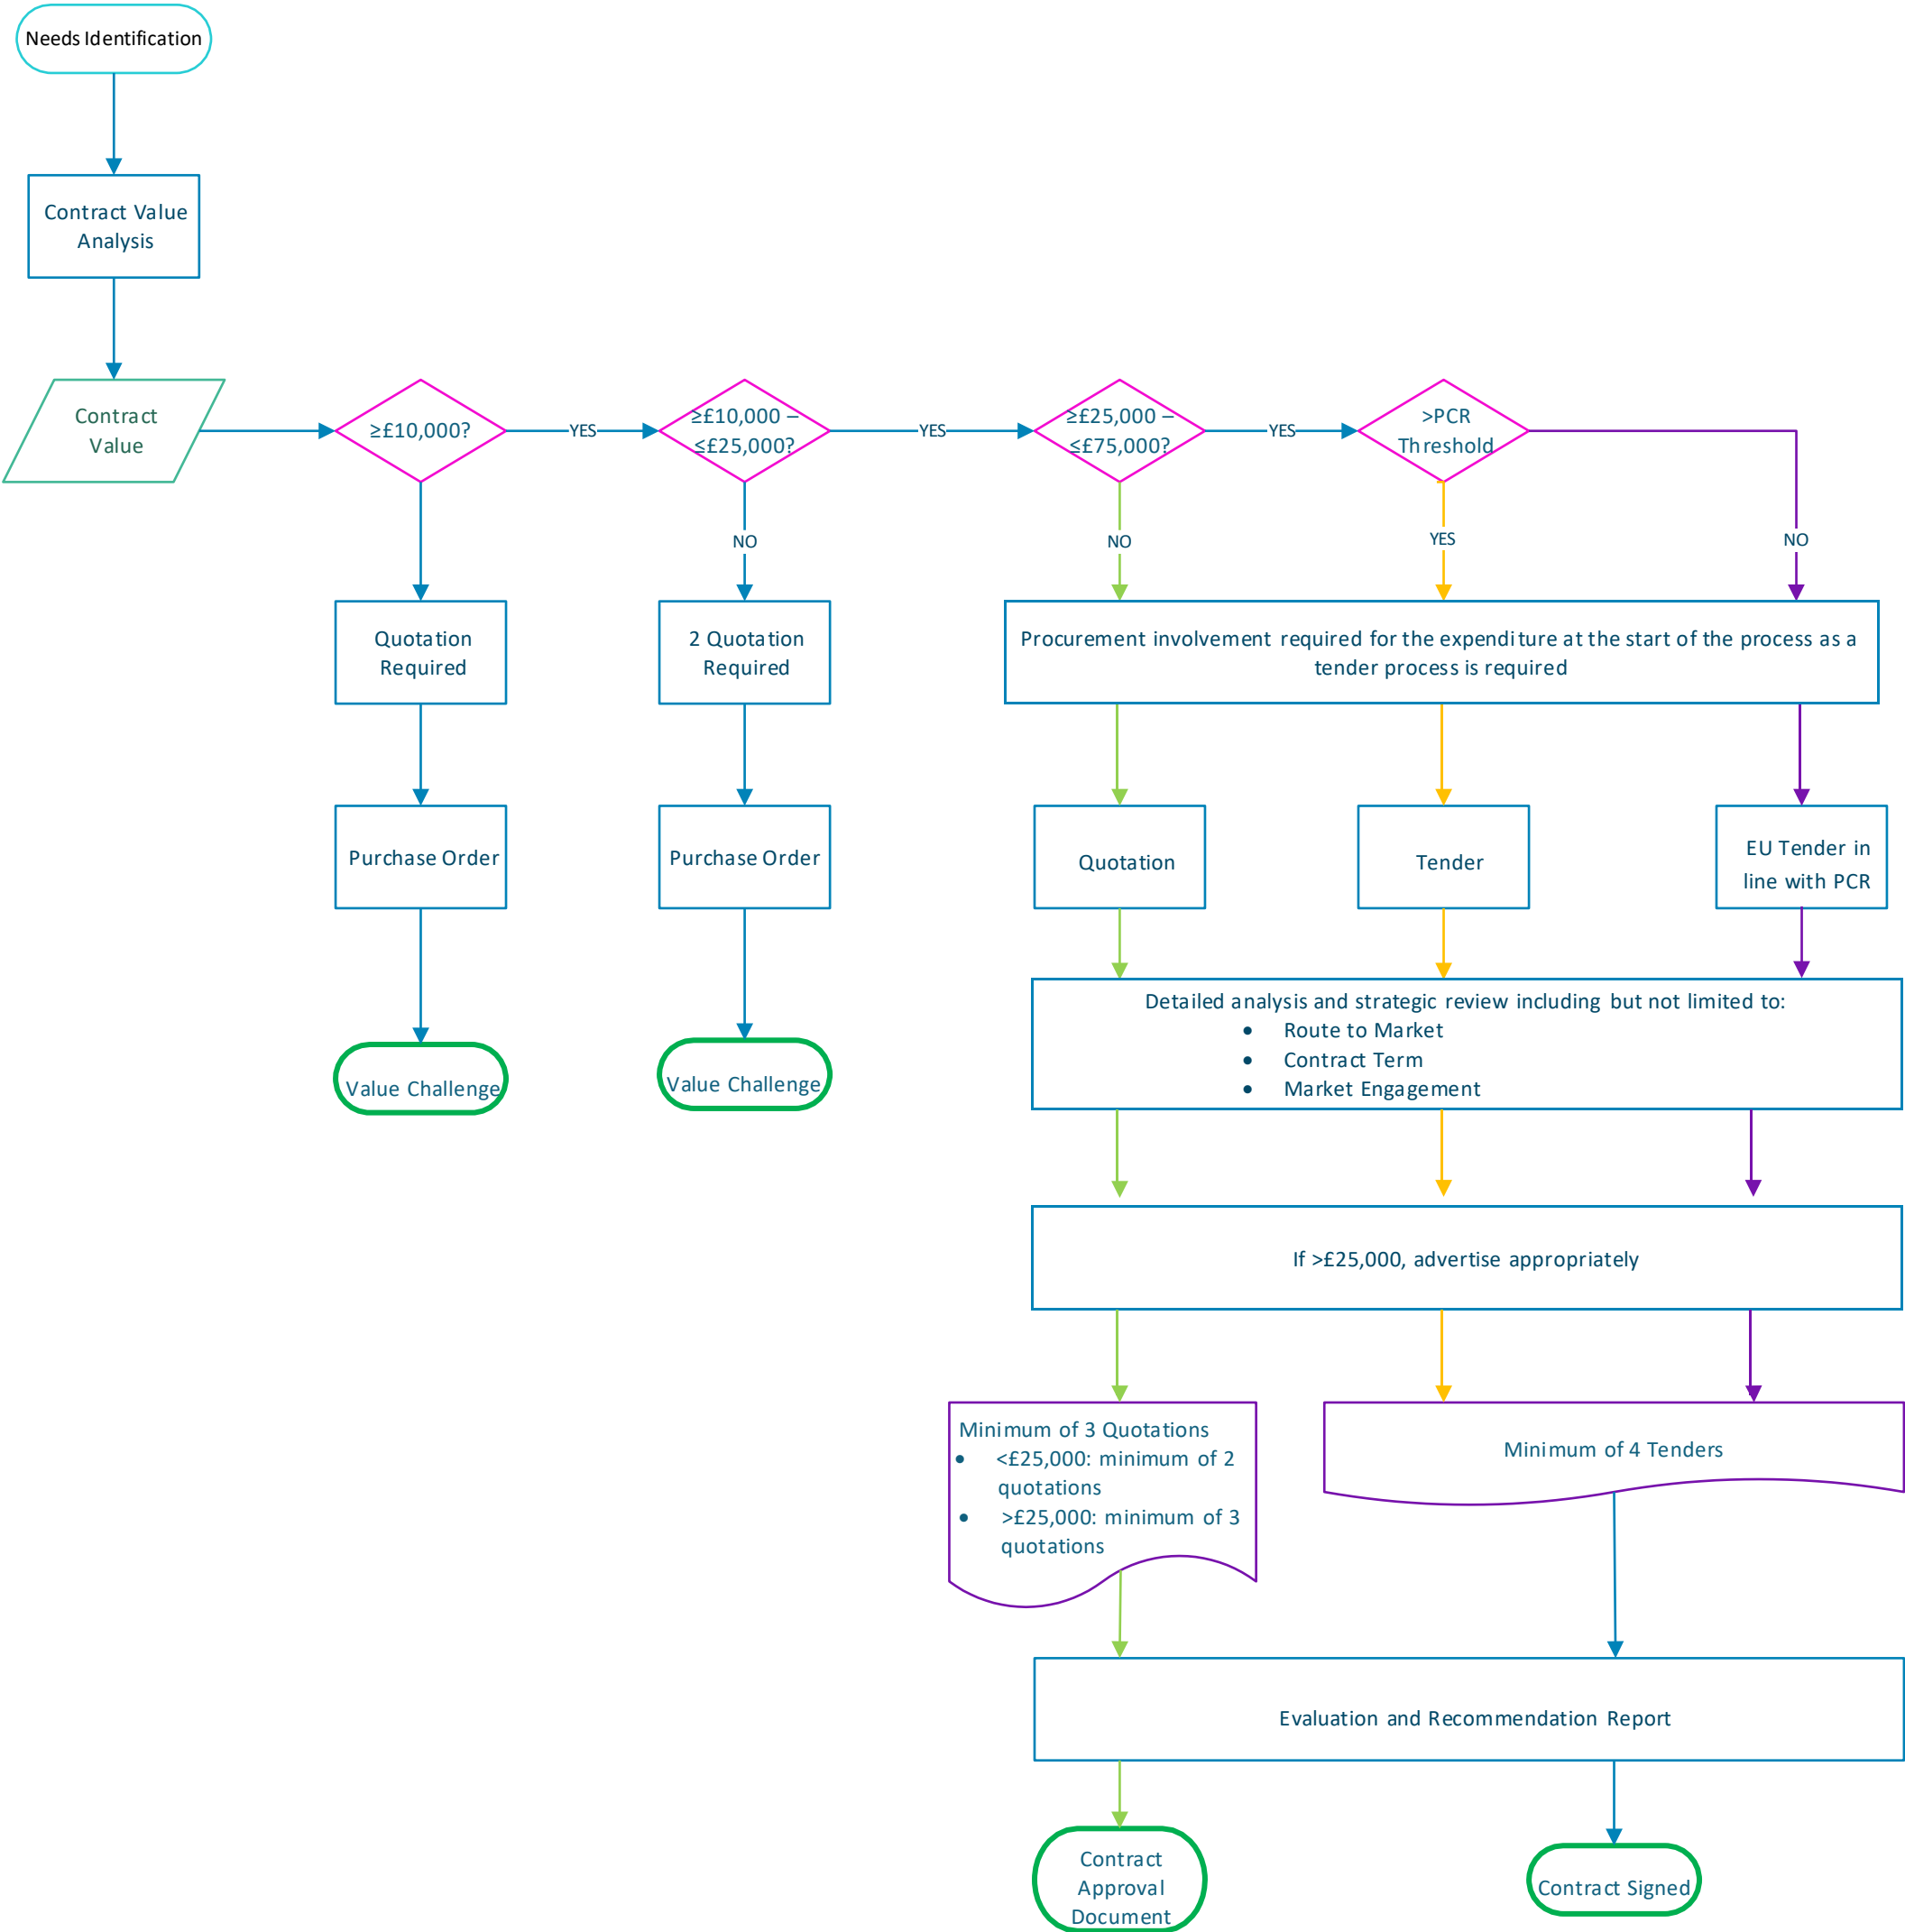 Needs Identification
Contract Value
Analysis
Contract
Value
≥£10,000?
YES
≥£10,000 –
≤£25,000?
YES
≥£25,000 –
≤£75,000?
YES
>PCR
Threshold
NO
NO
YES
NO
Quotation
Required
2 Quotation
Required
Procurement involvement required for the expenditure at the start of the process as a
tender process is required
Purchase Order
Purchase Order
Quotation
Tender
EU Tender in
line with PCR
Value Challenge
Value Challenge
Detailed analysis and strategic review including but not limited to:
• Route to Market
• Contract Term
• Market Engagement
If >£25,000, advertise appropriately
Minimum of 3 Quotations
• <£25,000: minimum of 2
quotations
• >£25,000: minimum of 3
quotations
Minimum of 4 Tenders
Evaluation and Recommendation Report
Contract
Approval
Document
Contract Signed